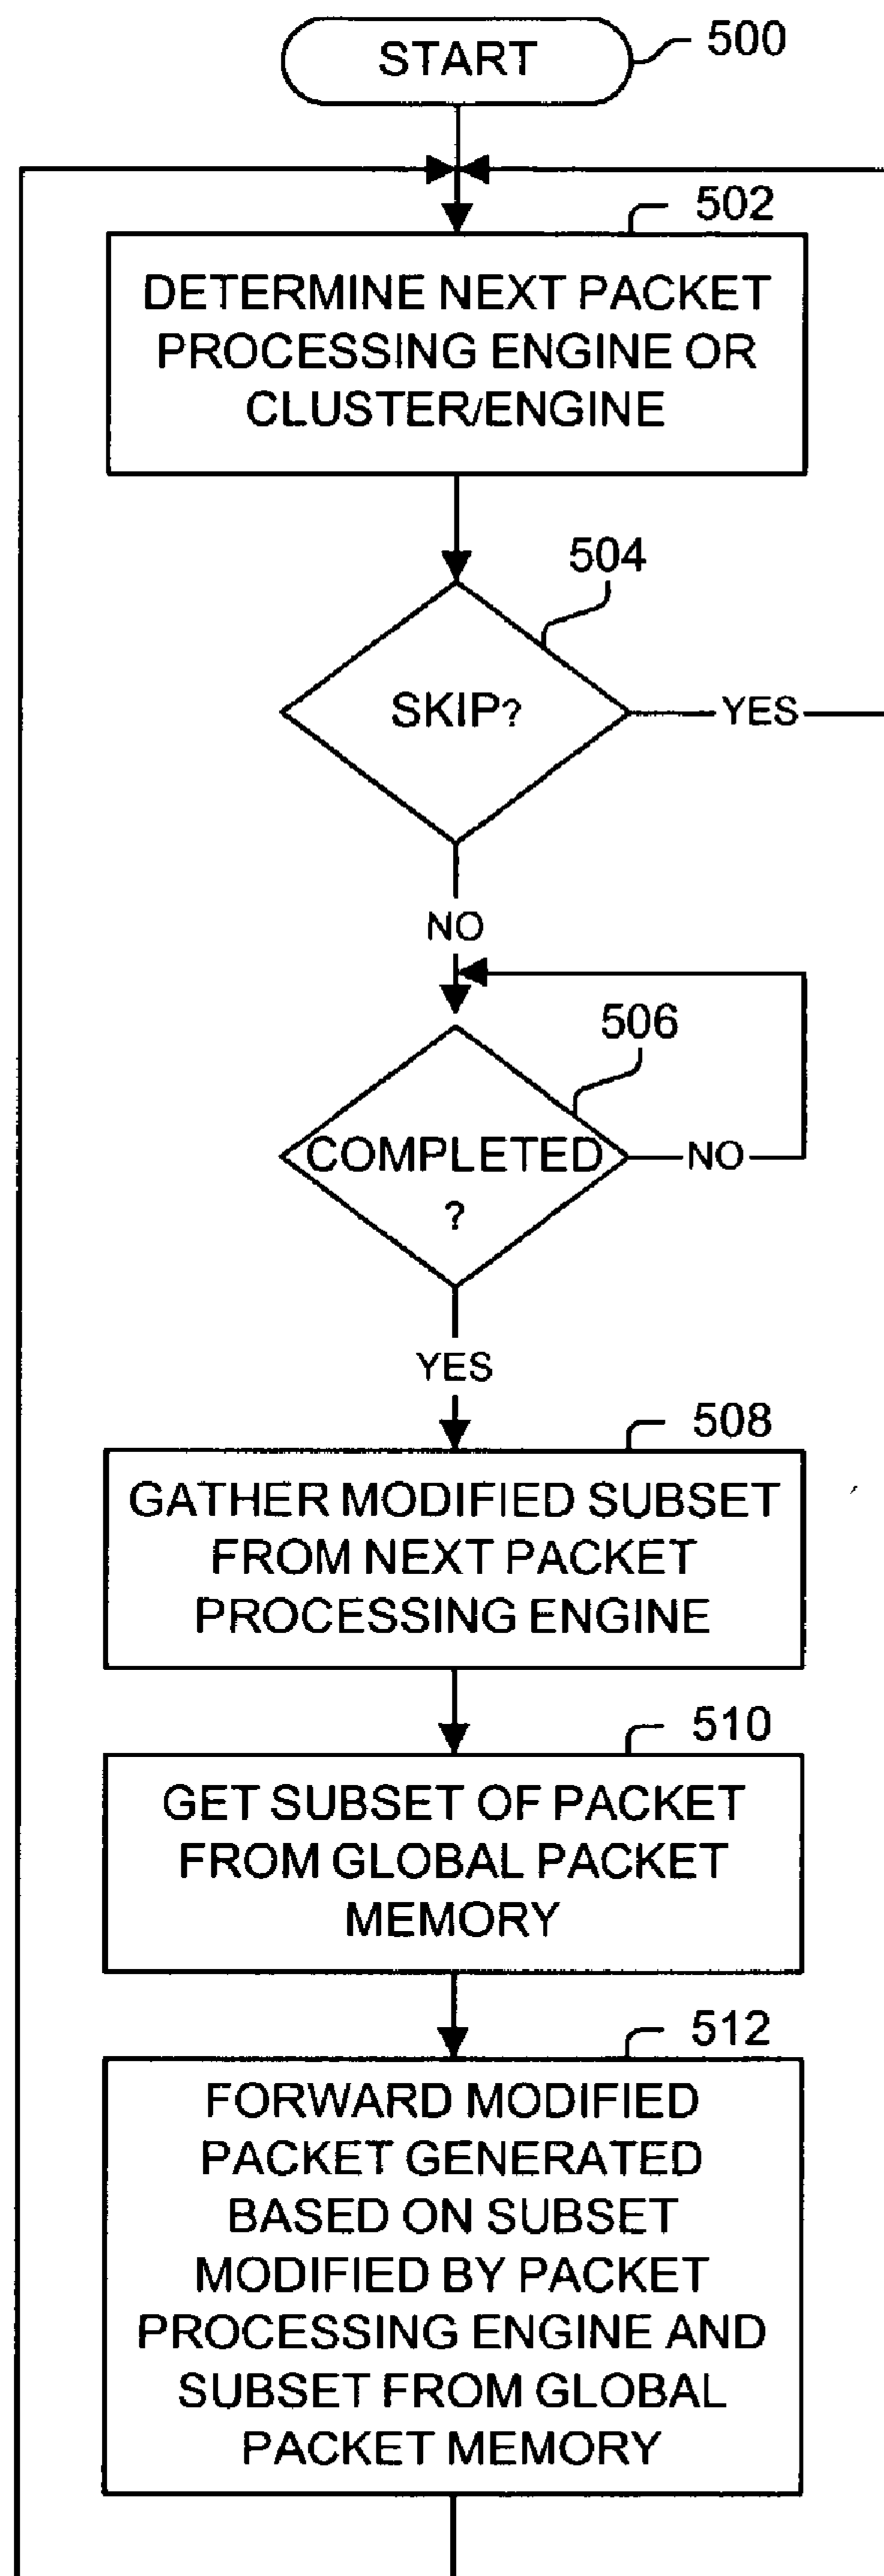 START
500
502
DETERMINE NEXT PACKET
PROCESSING ENGINE OR
CLUSTER/ENGINE
504
SKIP?
YES
NO
506
COMPLETED
?
NO
YES
508
GATHER MODIFIED SUBSET
FROM NEXT PACKET
PROCESSING ENGINE
510
GET SUBSET OF PACKET
FROM GLOBAL PACKET
MEMORY
512
FORWARD MODIFIED
PACKET GENERATED
BASED ON SUBSET
MODIFIED BY PACKET
PROCESSING ENGINE AND
SUBSET FROM GLOBAL
PACKET MEMORY